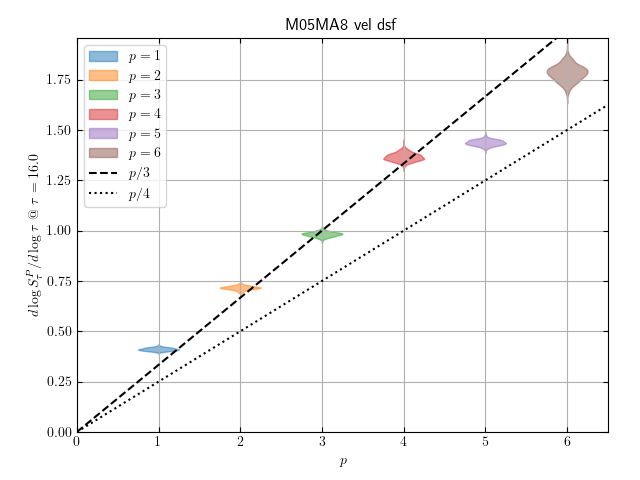 M05MA8 vel dsf
p = 1
p = 2
p = 3
p = 4
p = 5
p = 6
p/3
p/4
d log S_τ^P / d log τ @ τ = 16.0
1.75
1.50
1.25
1.00
0.75
0.50
0.25
0.00
0 1 2 3 4 5 6
p